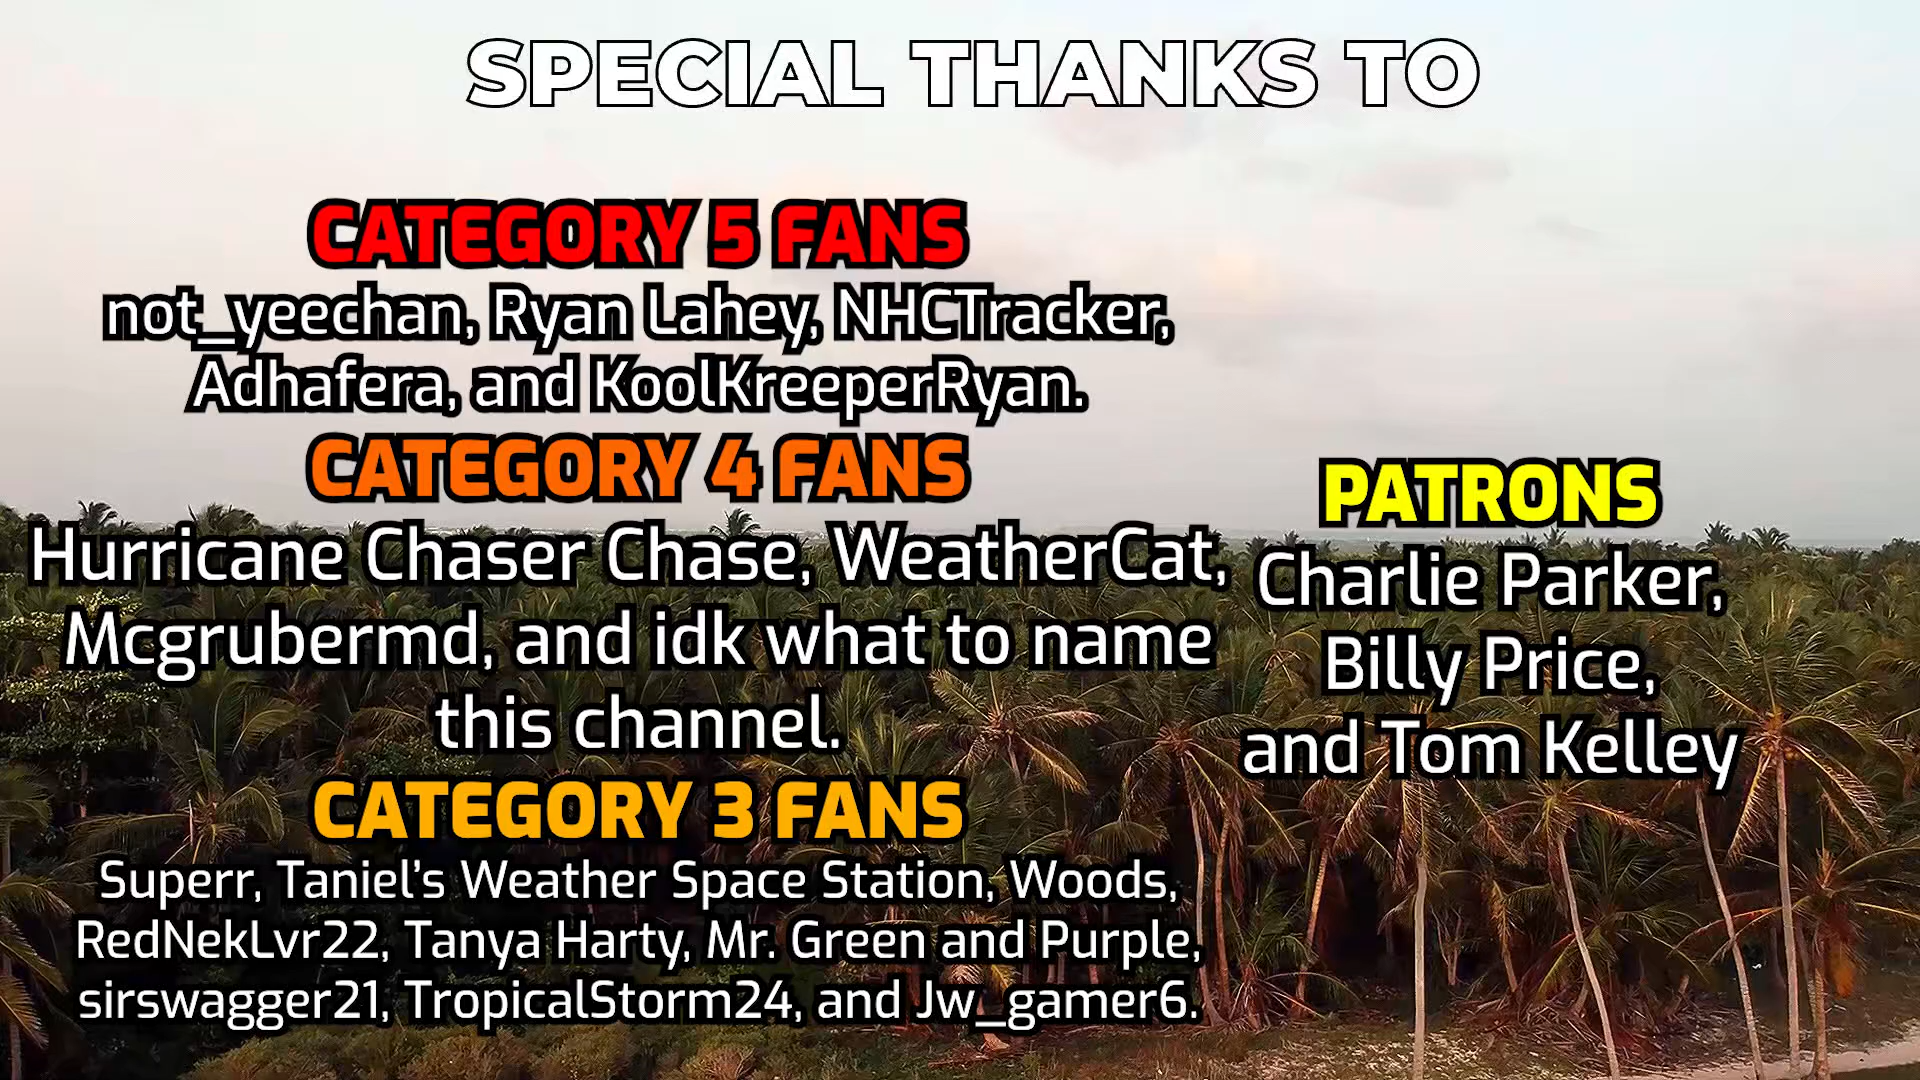 SPECIAL THANKS TO
CATEGORY 5 FANS
not_yeechan, Ryan Lahey, NHCTracker,
Adhafera, and KoolKreeperRyan.
CATEGORY 4 FANS
Hurricane Chaser Chase, WeatherCat,
Mcgrubermd, and idk what to name
this channel.
CATEGORY 3 FANS
Superr, Taniel's Weather Space Station, Woods,
RedNekLvr22, Tanya Harty, Mr. Green and Purple,
sirswagger21, TropicalStorm24, and Jw_gamer6.
PATRONS
Charlie Parker,
Billy Price,
and Tom Kelley